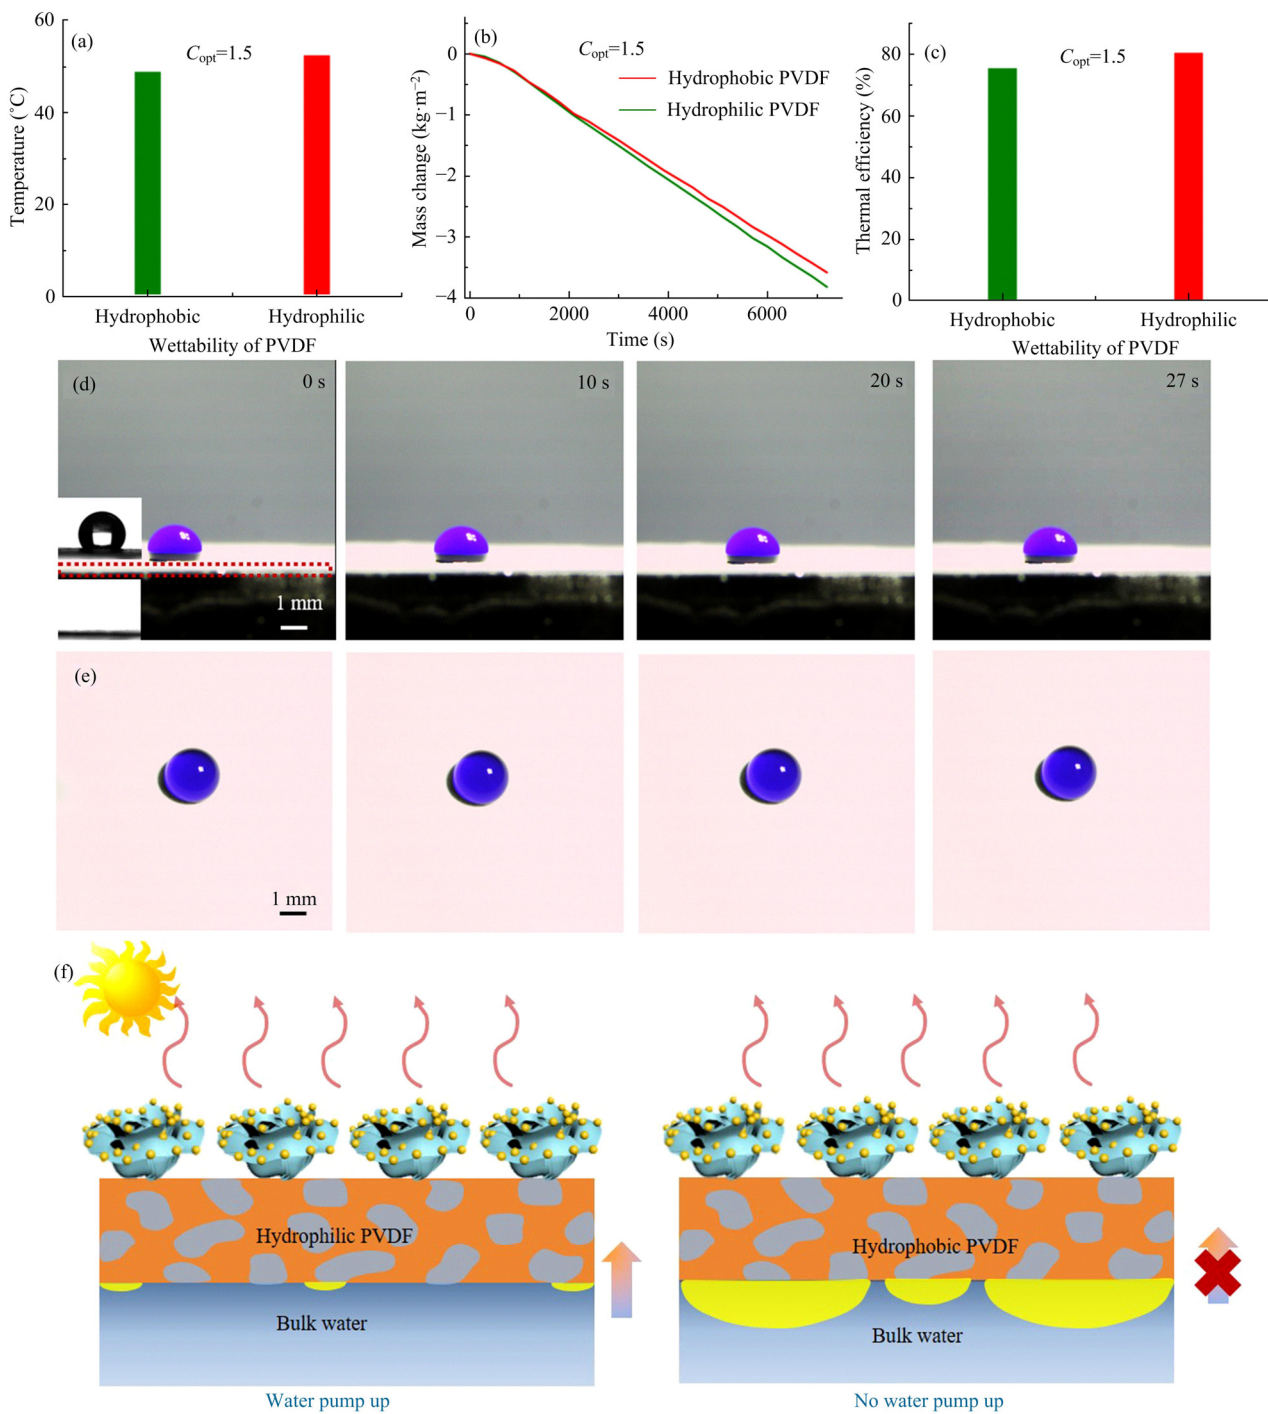 (a)
C_opt=1.5
60
40
20
0
Temperature (˚C)
Hydrophobic
Hydrophilic
Wettability of PVDF
(b)
C_opt=1.5
Hydrophobic PVDF
Hydrophilic PVDF
0
−1
−2
−3
−4
Mass change (kg·m⁻²)
0
2000
4000
6000
Time (s)
(c)
C_opt=1.5
80
60
40
20
0
Thermal efficiency (%)
Hydrophobic
Hydrophilic
Wettability of PVDF
(d)
0 s
10 s
20 s
27 s
1 mm
(e)
1 mm
(f)
Hydrophilic PVDF
Bulk water
Water pump up
Hydrophobic PVDF
Bulk water
No water pump up